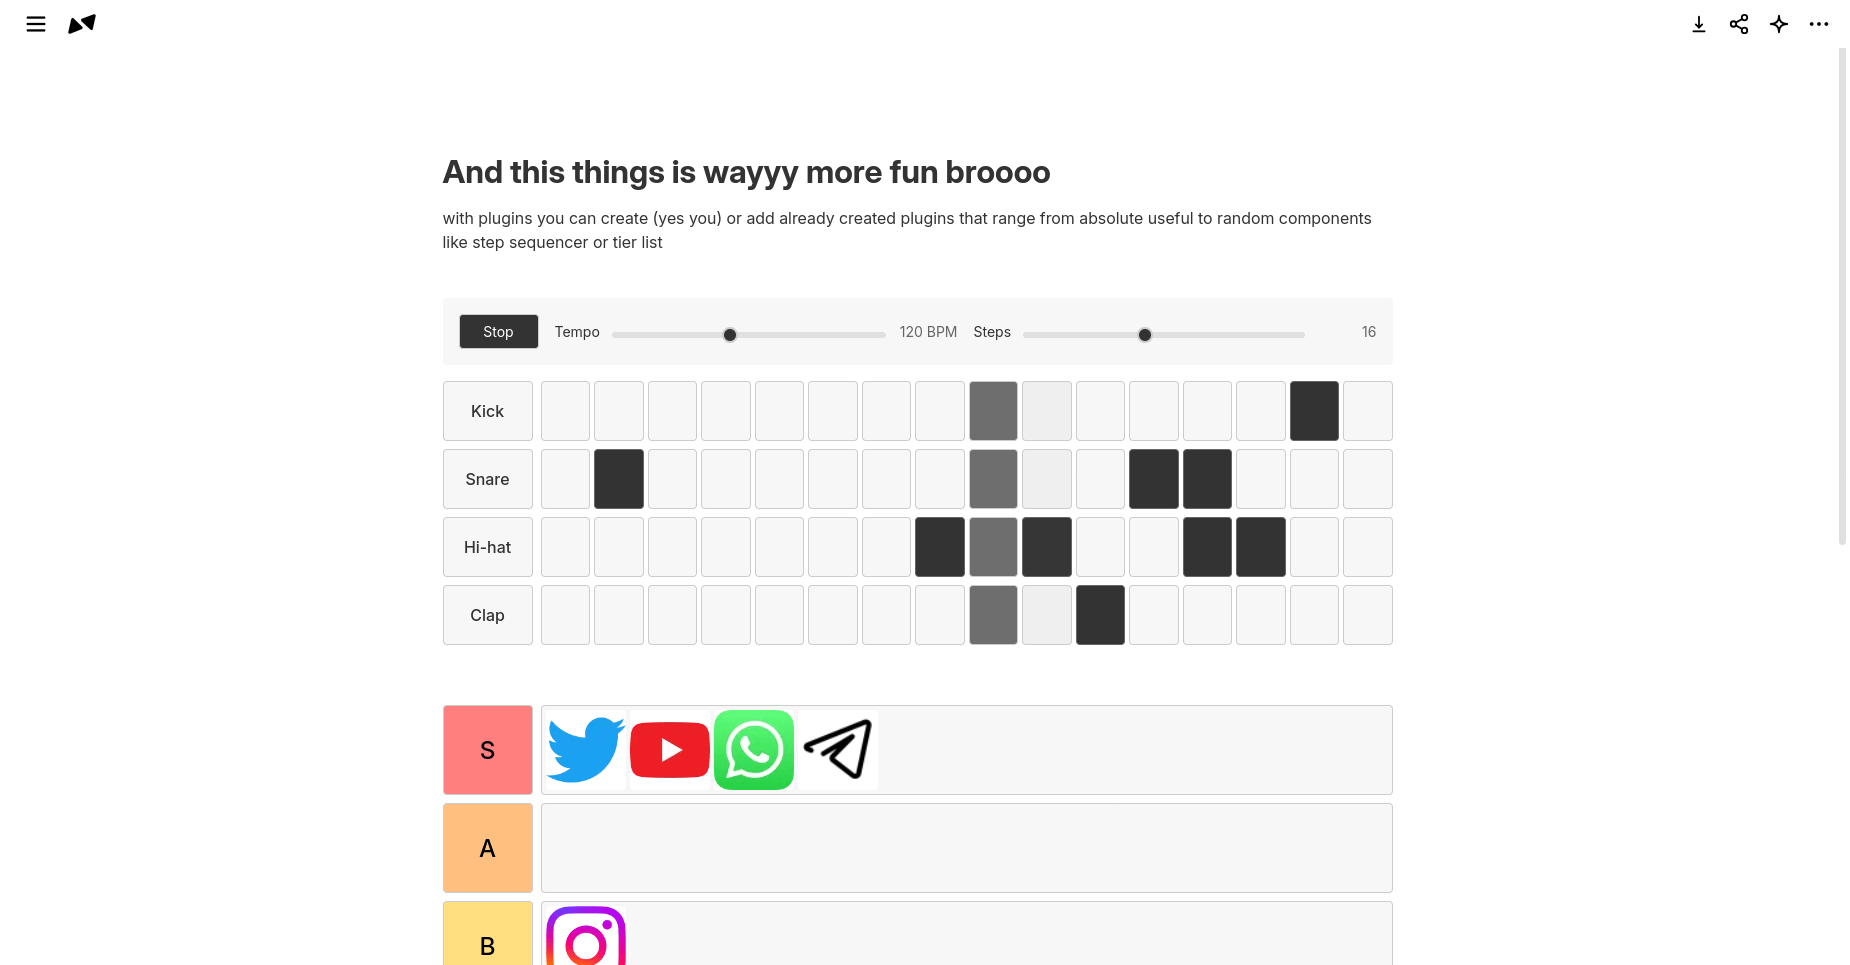 And this things is wayyy more fun broooo
with plugins you can create (yes you) or add already created plugins that range from absolute useful to random components
like step sequencer or tier list
Stop Tempo 120 BPM Steps 16
Kick
Snare
Hi-hat
Clap
S
A
B